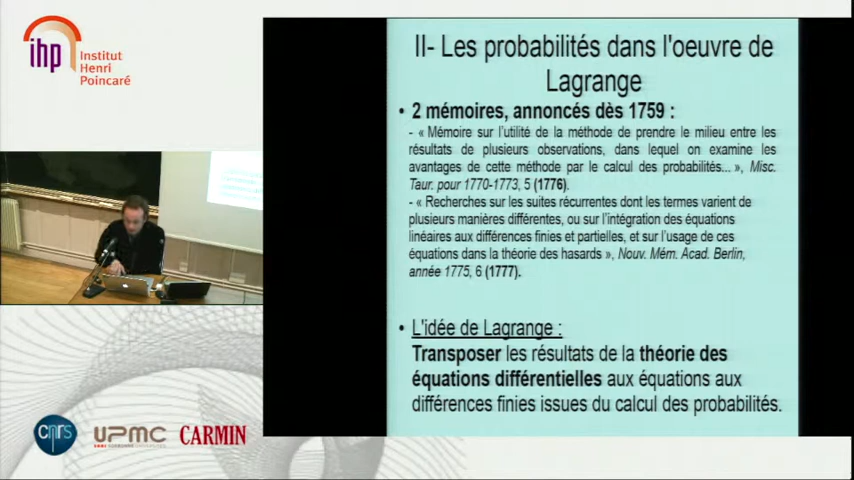 ihp
Institut
Henri
Poincaré
II- Les probabilités dans l'oeuvre de
Lagrange
• 2 mémoires, annoncés dès 1759 :
- « Mémoire sur l'utilité de la méthode de prendre le milieu entre les
résultats de plusieurs observations, dans lequel on examine les
avantages de cette méthode par le calcul des probabilités... », Misc.
Taur. pour 1770-1773, 5 (1776).
- « Recherches sur les suites récurrentes dont les termes varient de
plusieurs manières différentes, ou sur l'intégration des équations
linéaires aux différences finies et partielles, et sur l'usage de ces
équations dans la théorie des hasards », Nouv. Mém. Acad. Berlin,
année 1775, 6 (1777).
• L'idée de Lagrange :
Transposer les résultats de la théorie des
équations différentielles aux équations aux
différences finies issues du calcul des probabilités.
cnrs
UPMC
CARMIN